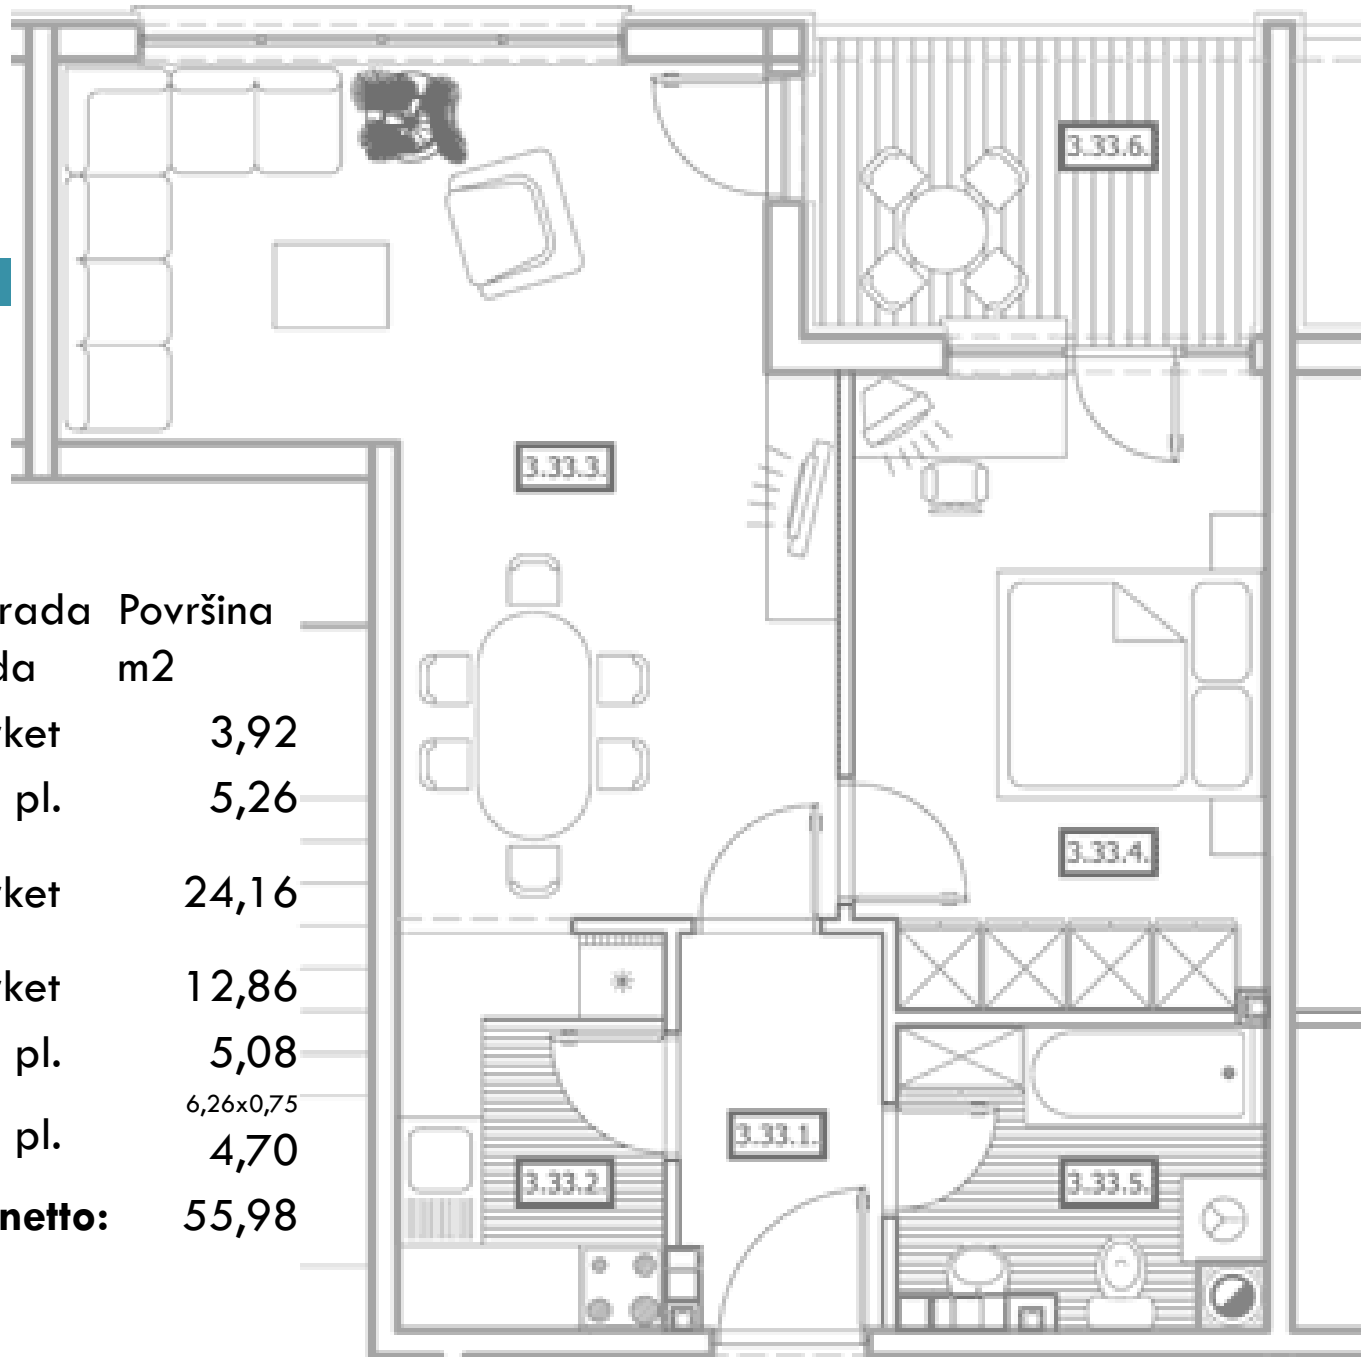 rada Površina
da m2
ket 3,92
pl. 5,26
ket 24,16
ket 12,86
pl. 5,08
6,26x0,75
pl. 4,70
netto: 55,98
3.33.6.
3.33.3.
3.33.4.
3.33.1.
3.33.2.
3.33.5.